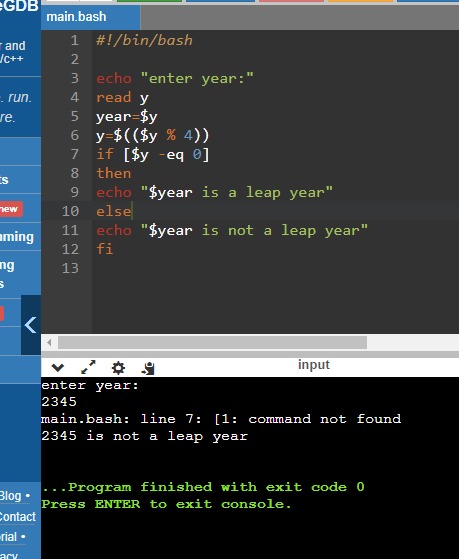 eGDB
main.bash
r and
/c++
. run.
re.
ts
new
ming
ng
s
1 #!/bin/bash
2
3 echo "enter year:"
4 read y
5 year=$y
6 y=$(($y % 4))
7 if [$y -eq 0]
8 then
9 echo "$year is a leap year"
10 else
11 echo "$year is not a leap year"
12 fi
13
input
enter year:
2345
main.bash: line 7: [1: command not found
2345 is not a leap year
...Program finished with exit code 0
Press ENTER to exit console.
Blog •
Contact
rial •
acy